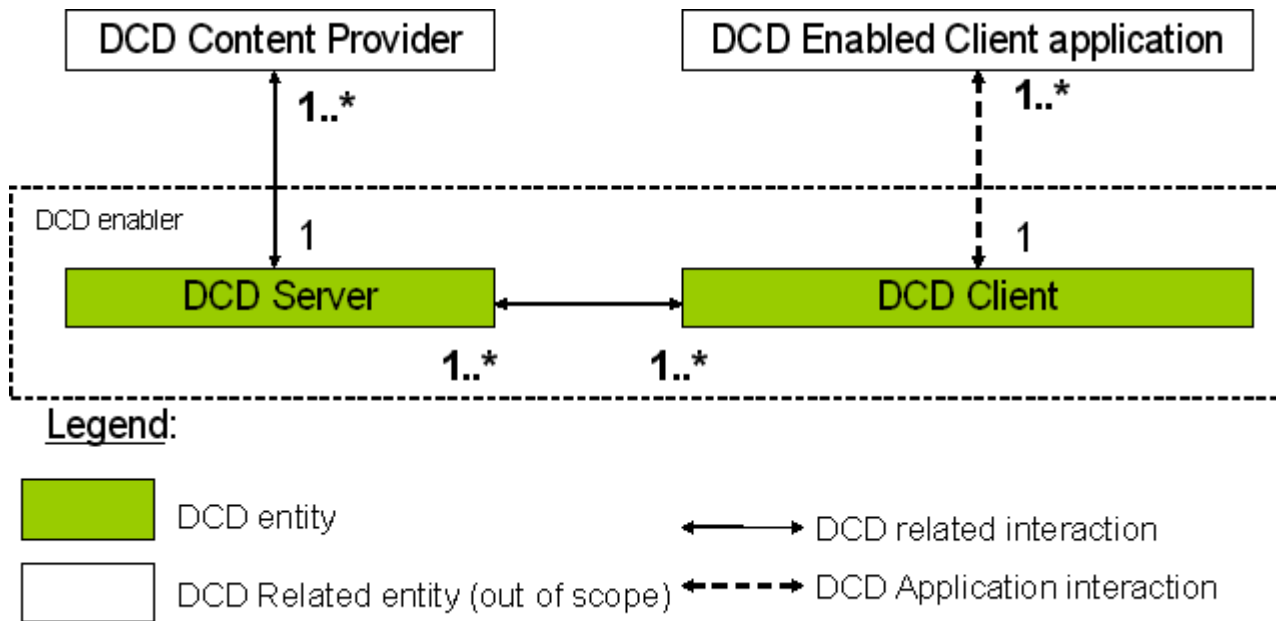 DCD Content Provider
DCD Enabled Client application
1..*
1..*
DCD enabler
1
1
DCD Server
DCD Client
1..*
1..*
Legend:
DCD entity
DCD related interaction
DCD Related entity (out of scope)
DCD Application interaction